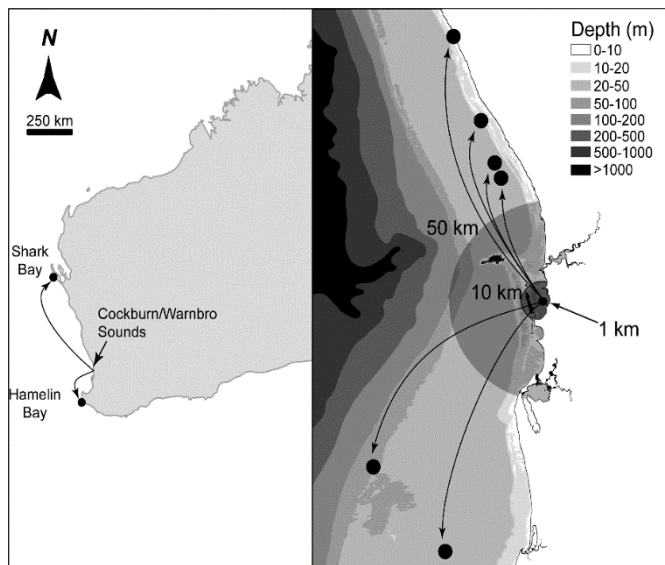 N
250 km
Shark
Bay
Cockburn/Warnbro
Sounds
Hamelin
Bay
Depth (m)
0-10
10-20
20-50
50-100
100-200
200-500
500-1000
>1000
50 km
10 km
1 km